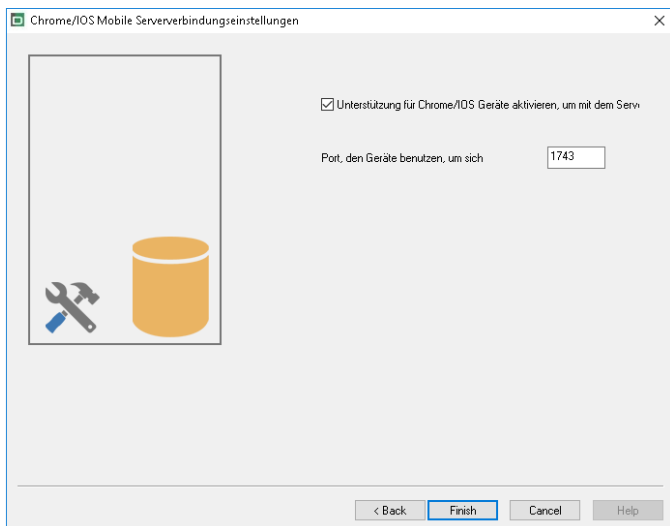 Chrome/IOS Mobile Serververbindungseinstellungen
Unterstützung für Chrome/IOS Geräte aktivieren, um mit dem Serve
Port, den Geräte benutzen, um sich
1743
< Back
Finish
Cancel
Help